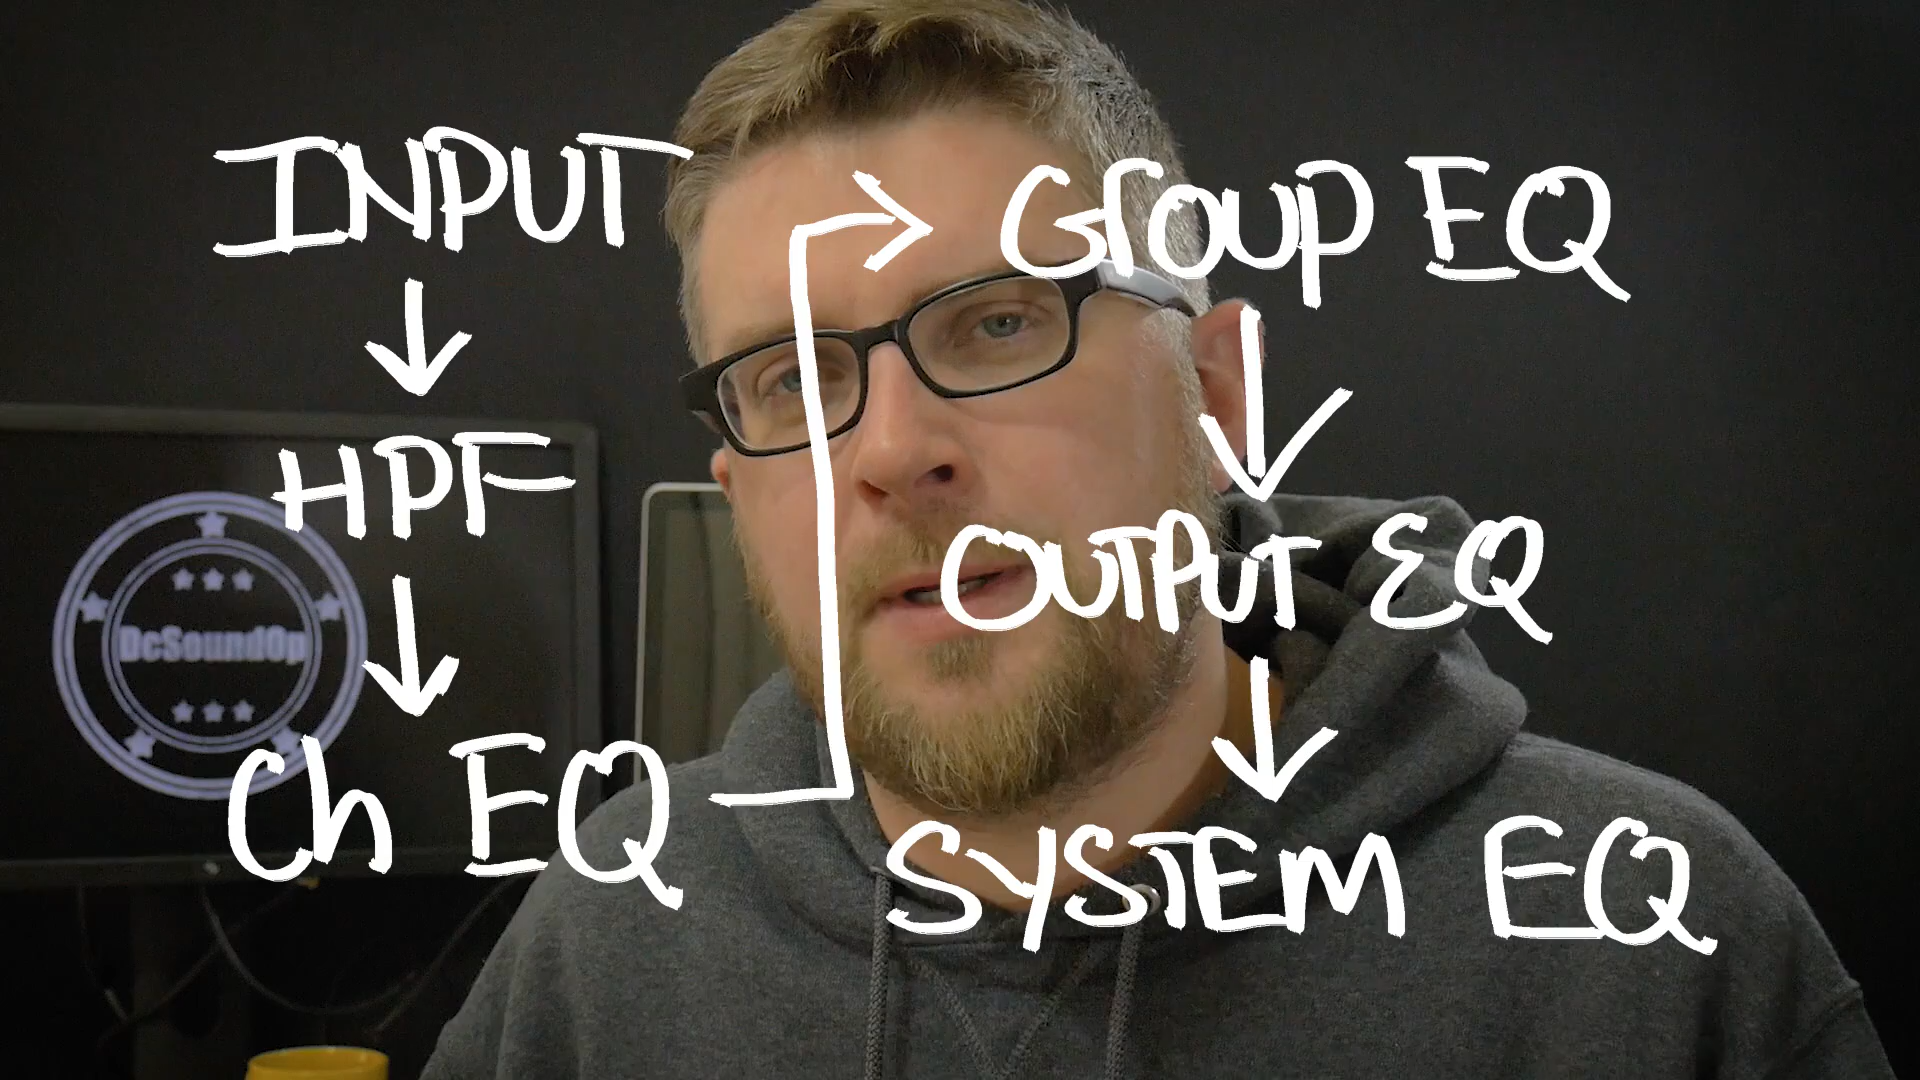 INPUT
HPF
Ch EQ
Group EQ
OUTPUT EQ
SYSTEM EQ
DcSoundOp